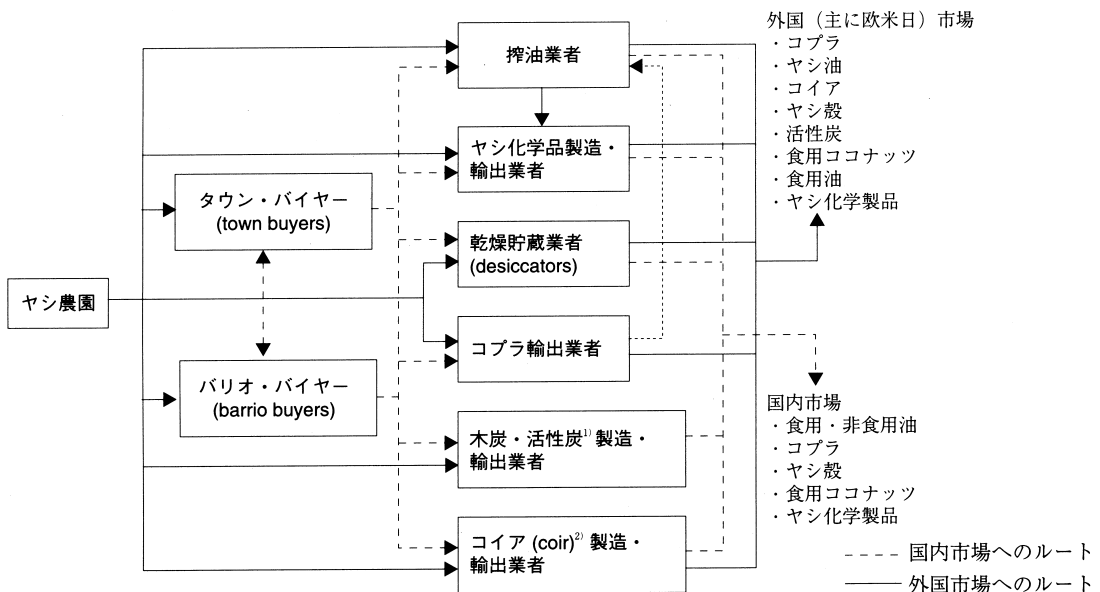 ヤシ農園
タウン・バイヤー
(town buyers)
バリオ・バイヤー
(barrio buyers)
搾油業者
ヤシ化学品製造・
輸出業者
乾燥貯蔵業者
(desiccators)
コプラ輸出業者
木炭・活性炭1) 製造・
輸出業者
コイア (coir)2) 製造・
輸出業者
外国（主に欧米日）市場
・コプラ
・ヤシ油
・コイア
・ヤシ殻
・活性炭
・食用ココナッツ
・食用油
・ヤシ化学製品
国内市場
・食用・非食用油
・コプラ
・ヤシ殻
・食用ココナッツ
・ヤシ化学製品
国内市場へのルート
外国市場へのルート